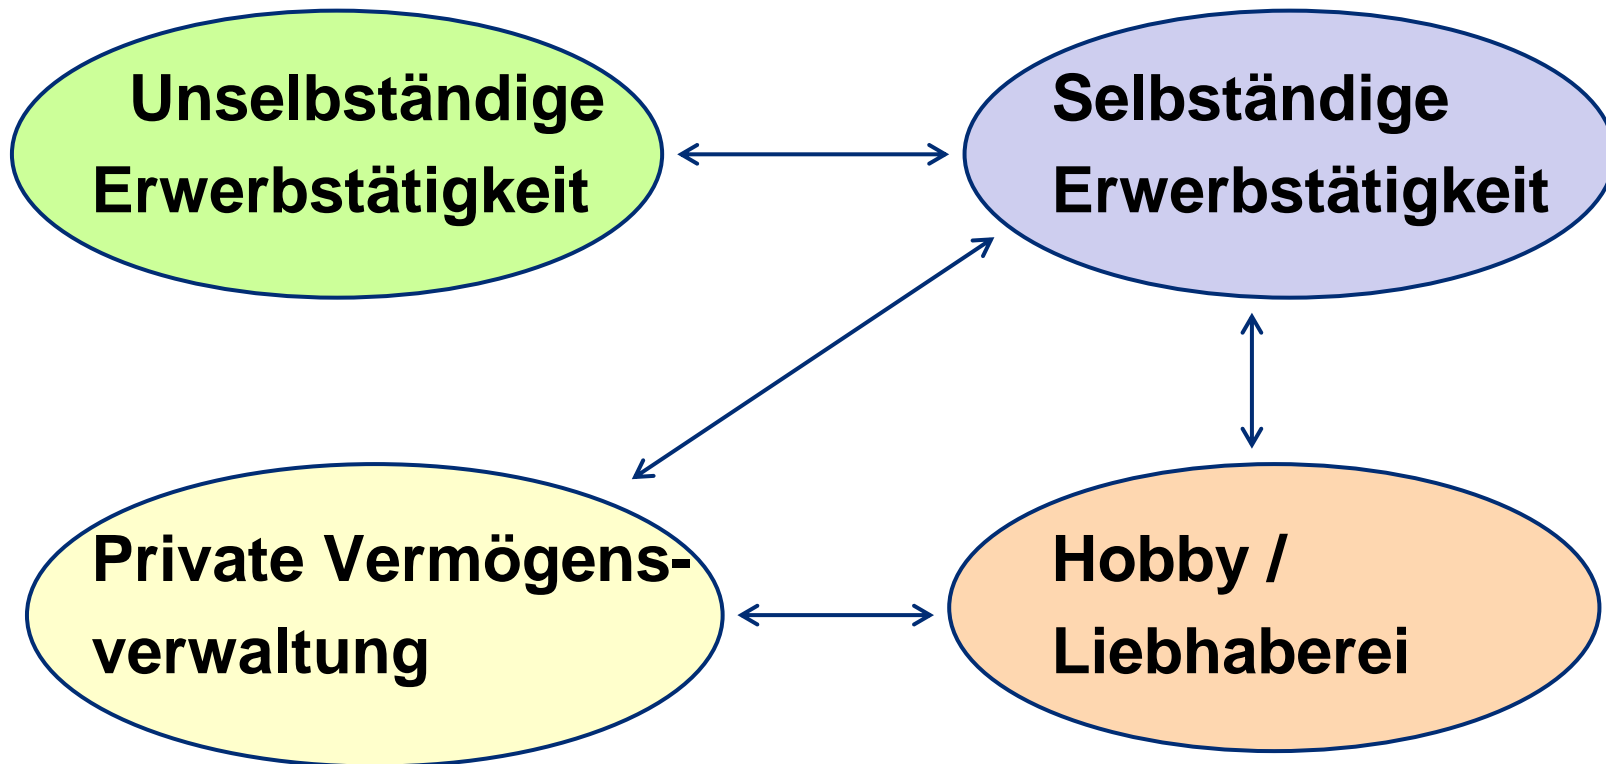 Unselbständige
Erwerbstätigkeit
Selbständige
Erwerbstätigkeit
Private Vermögens-
verwaltung
Hobby /
Liebhaberei